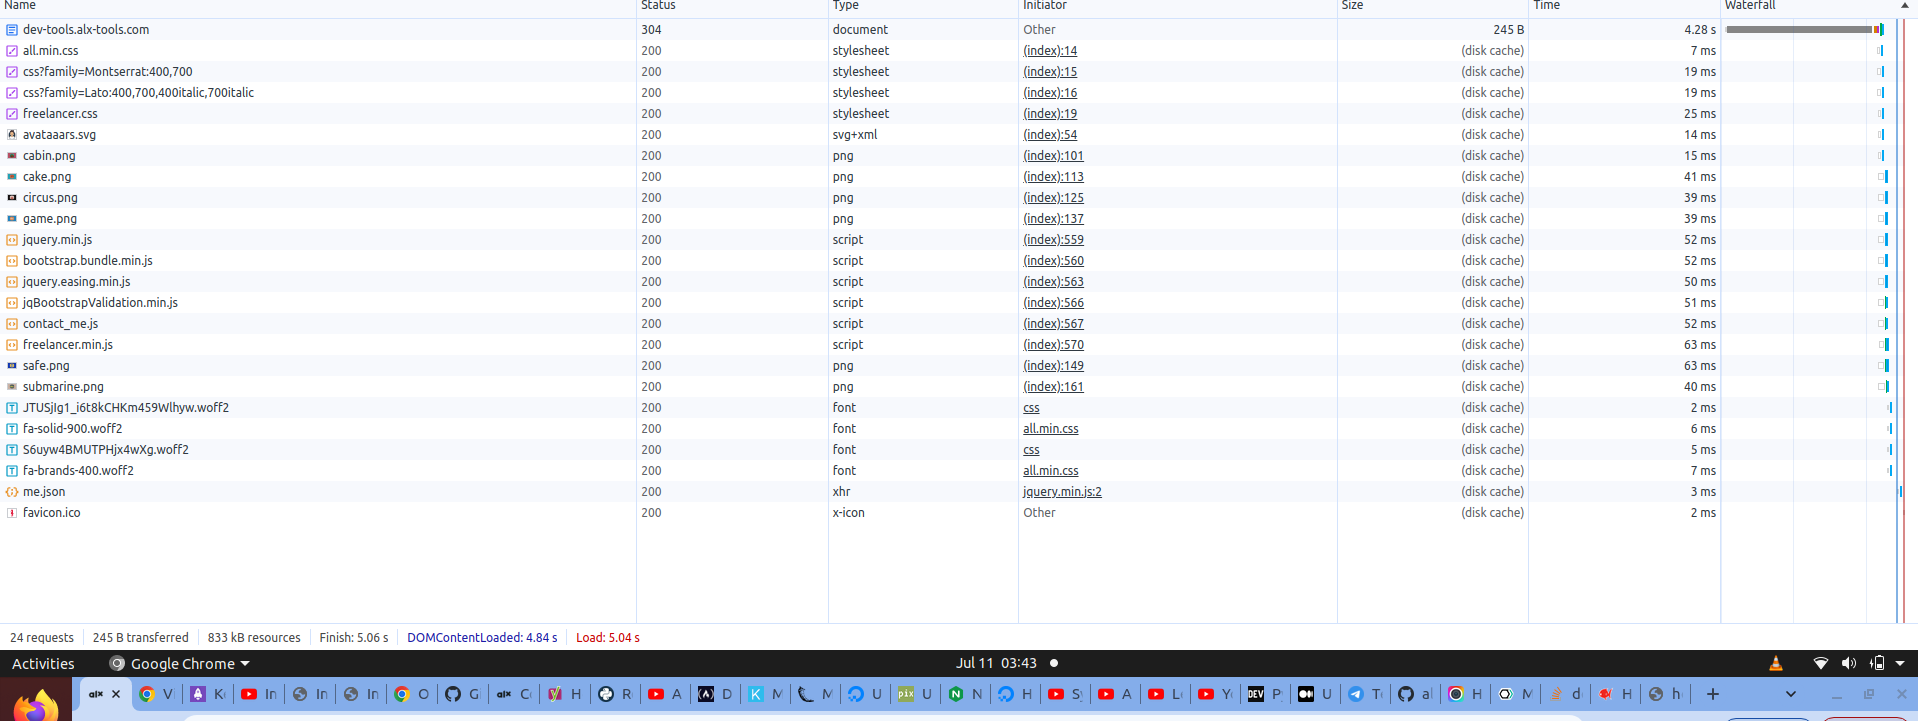 Name Status Type Initiator Size Time Waterfall
dev-tools.alx-tools.com 304 document Other 245 B 4.28 s
all.min.css 200 stylesheet (index):14 (disk cache) 7 ms
css?family=Montserrat:400,700 200 stylesheet (index):15 (disk cache) 19 ms
css?family=Lato:400,700,400italic,700italic 200 stylesheet (index):16 (disk cache) 19 ms
freelancer.css 200 stylesheet (index):19 (disk cache) 25 ms
avataaars.svg 200 svg+xml (index):54 (disk cache) 14 ms
cabin.png 200 png (index):101 (disk cache) 15 ms
cake.png 200 png (index):113 (disk cache) 41 ms
circus.png 200 png (index):125 (disk cache) 39 ms
game.png 200 png (index):137 (disk cache) 39 ms
jquery.min.js 200 script (index):559 (disk cache) 52 ms
bootstrap.bundle.min.js 200 script (index):560 (disk cache) 52 ms
jquery.easing.min.js 200 script (index):563 (disk cache) 50 ms
jqBootstrapValidation.min.js 200 script (index):566 (disk cache) 51 ms
contact_me.js 200 script (index):567 (disk cache) 52 ms
freelancer.min.js 200 script (index):570 (disk cache) 63 ms
safe.png 200 png (index):149 (disk cache) 63 ms
submarine.png 200 png (index):161 (disk cache) 40 ms
JTUSjIg1_i6t8kCHKm459Wlhyw.woff2 200 font css (disk cache) 2 ms
fa-solid-900.woff2 200 font all.min.css (disk cache) 6 ms
S6uyw4BMUTPHjx4wXg.woff2 200 font css (disk cache) 5 ms
fa-brands-400.woff2 200 font all.min.css (disk cache) 7 ms
me.json 200 xhr jquery.min.js:2 (disk cache) 3 ms
favicon.ico 200 x-icon Other (disk cache) 2 ms
24 requests 245 B transferred 833 kB resources Finish: 5.06 s DOMContentLoaded: 4.84 s Load: 5.04 s
Activities Google Chrome Jul 11 03:43
alx V K In In In O G alx C H R A D M M U pix U N H S A L Y DEV P U T a H M d H h